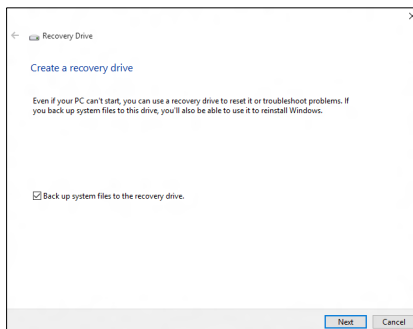 Recovery Drive
Create a recovery drive
Even if your PC can't start, you can use a recovery drive to reset it or troubleshoot problems. If
you back up system files to this drive, you'll also be able to use it to reinstall Windows.
Back up system files to the recovery drive.
Next Cancel